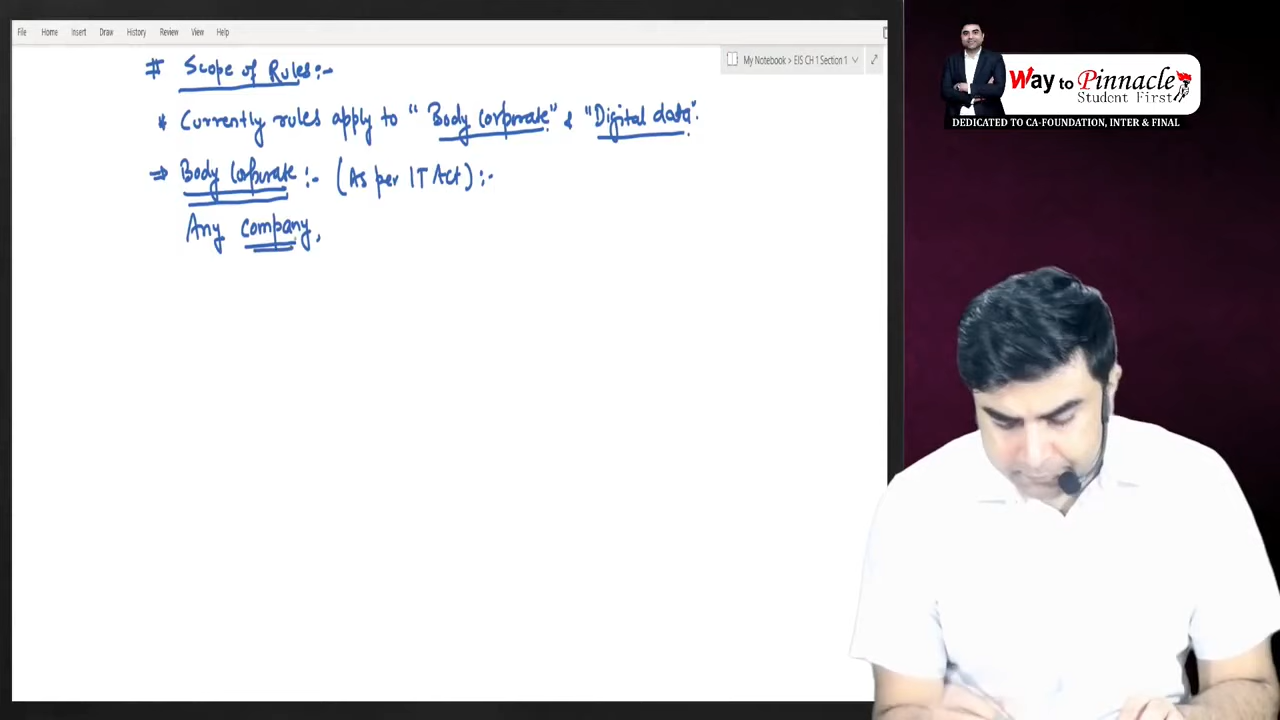 File Home Insert Draw History Review View Help
My Notebook > EIS CH 1 Section 1
# Scope of Rules:-
* Currently rules apply to "Body Corporate" & "Digital data".
⇒ Body Corporate :- (As per IT Act) :-
Any company,
Way to Pinnacle
Student First
DEDICATED TO CA-FOUNDATION, INTER & FINAL